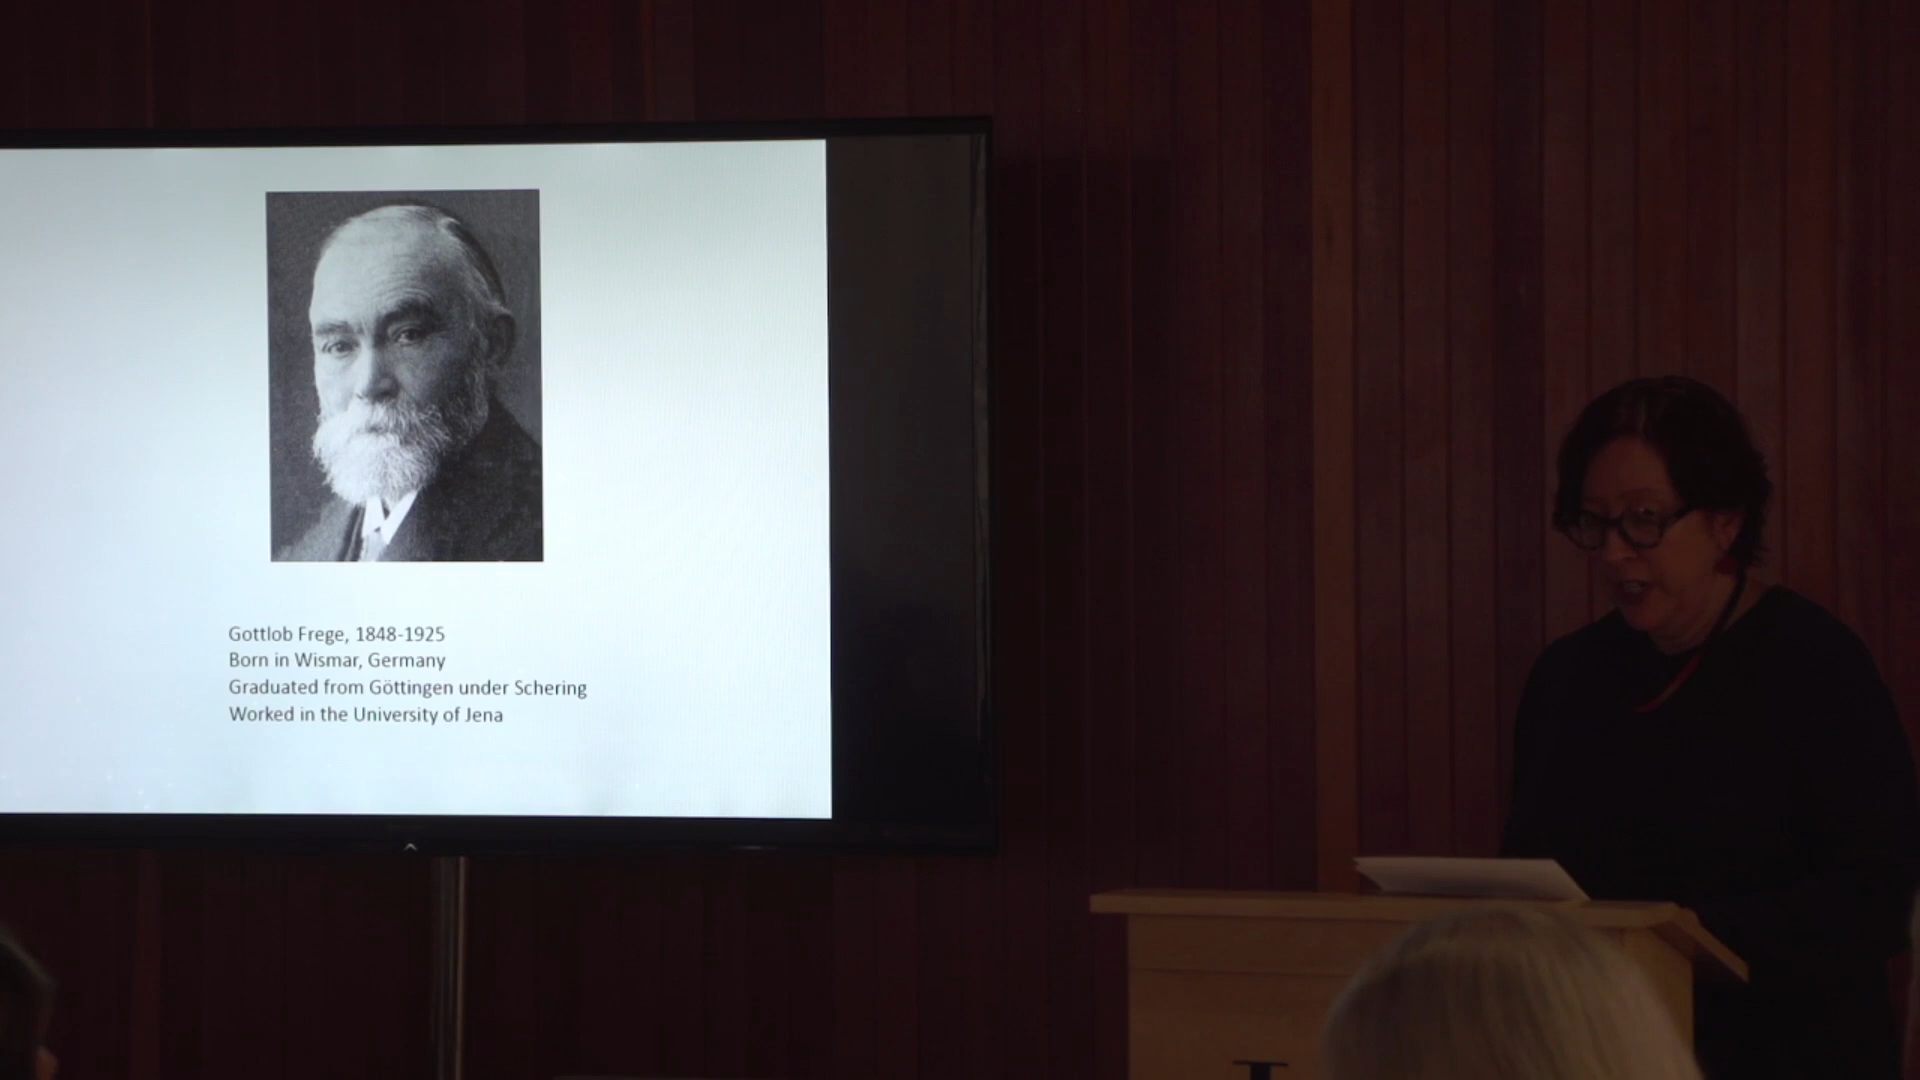 Gottlob Frege, 1848-1925
Born in Wismar, Germany
Graduated from Göttingen under Schering
Worked in the University of Jena